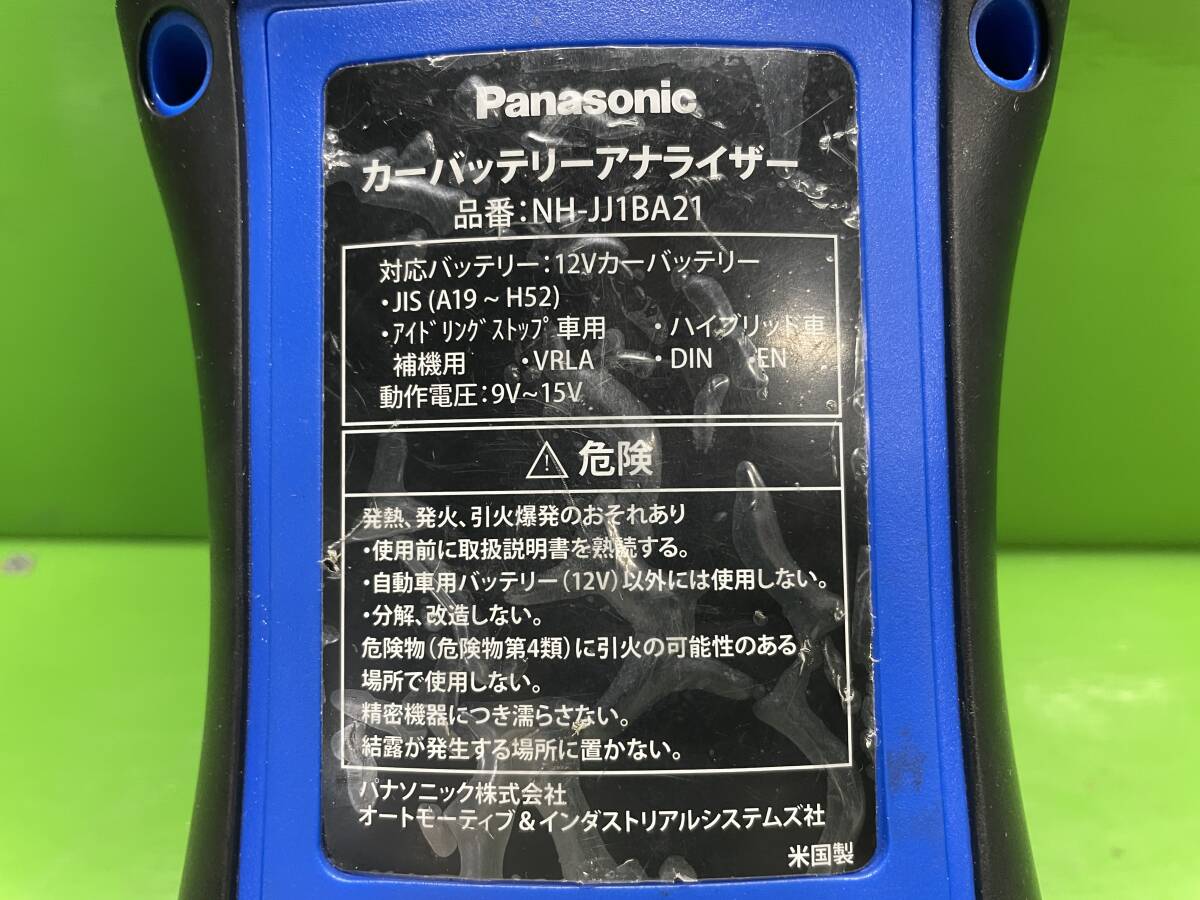 Panasonic
カーバッテリーアナライザー
品番:NH-JJ1BA21
対応バッテリー:12Vカーバッテリー
・JIS (A19 ~ H52)
・ｱｲﾄﾞﾘﾝｸﾞｽﾄｯﾌﾟ車用 ・ハイブリッド車
補機用 ・VRLA ・DIN ・EN
動作電圧:9V~15V
⚠ 危険
発熱、発火、引火爆発のおそれあり
・使用前に取扱説明書を熟読する。
・自動車用バッテリー(12V)以外には使用しない。
・分解、改造しない。
危険物(危険物第4類)に引火の可能性のある
場所で使用しない。
精密機器につき濡らさない。
結露が発生する場所に置かない。
パナソニック株式会社
オートモーティブ&インダストリアルシステムズ社
米国製